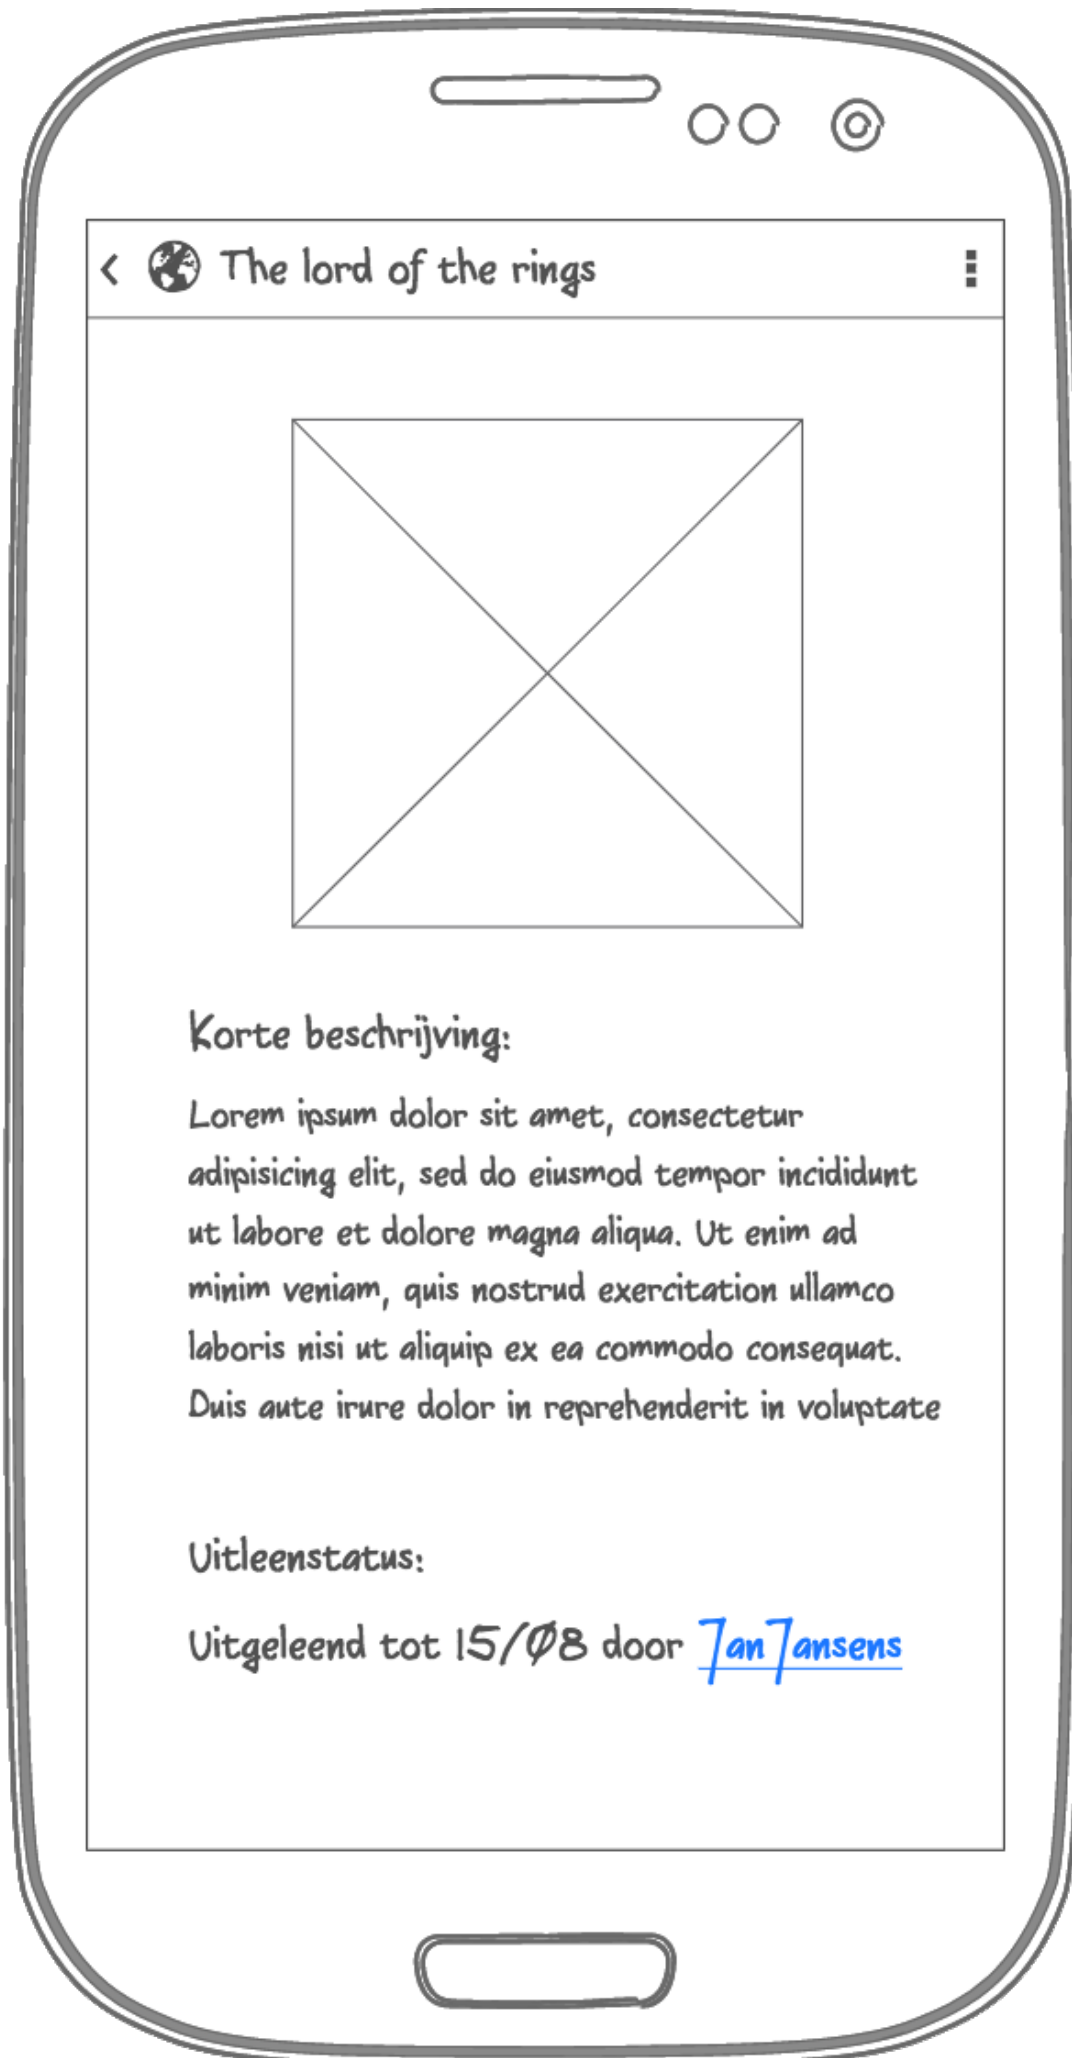 The lord of the rings
Korte beschrijving:
Lorem ipsum dolor sit amet, consectetur
adipisicing elit, sed do eiusmod tempor incididunt
ut labore et dolore magna aliqua. Ut enim ad
minim veniam, quis nostrud exercitation ullamco
laboris nisi ut aliquip ex ea commodo consequat.
Duis aute irure dolor in reprehenderit in voluptate
Uitleenstatus:
Uitgeleend tot 15/08 door Jan Jansens